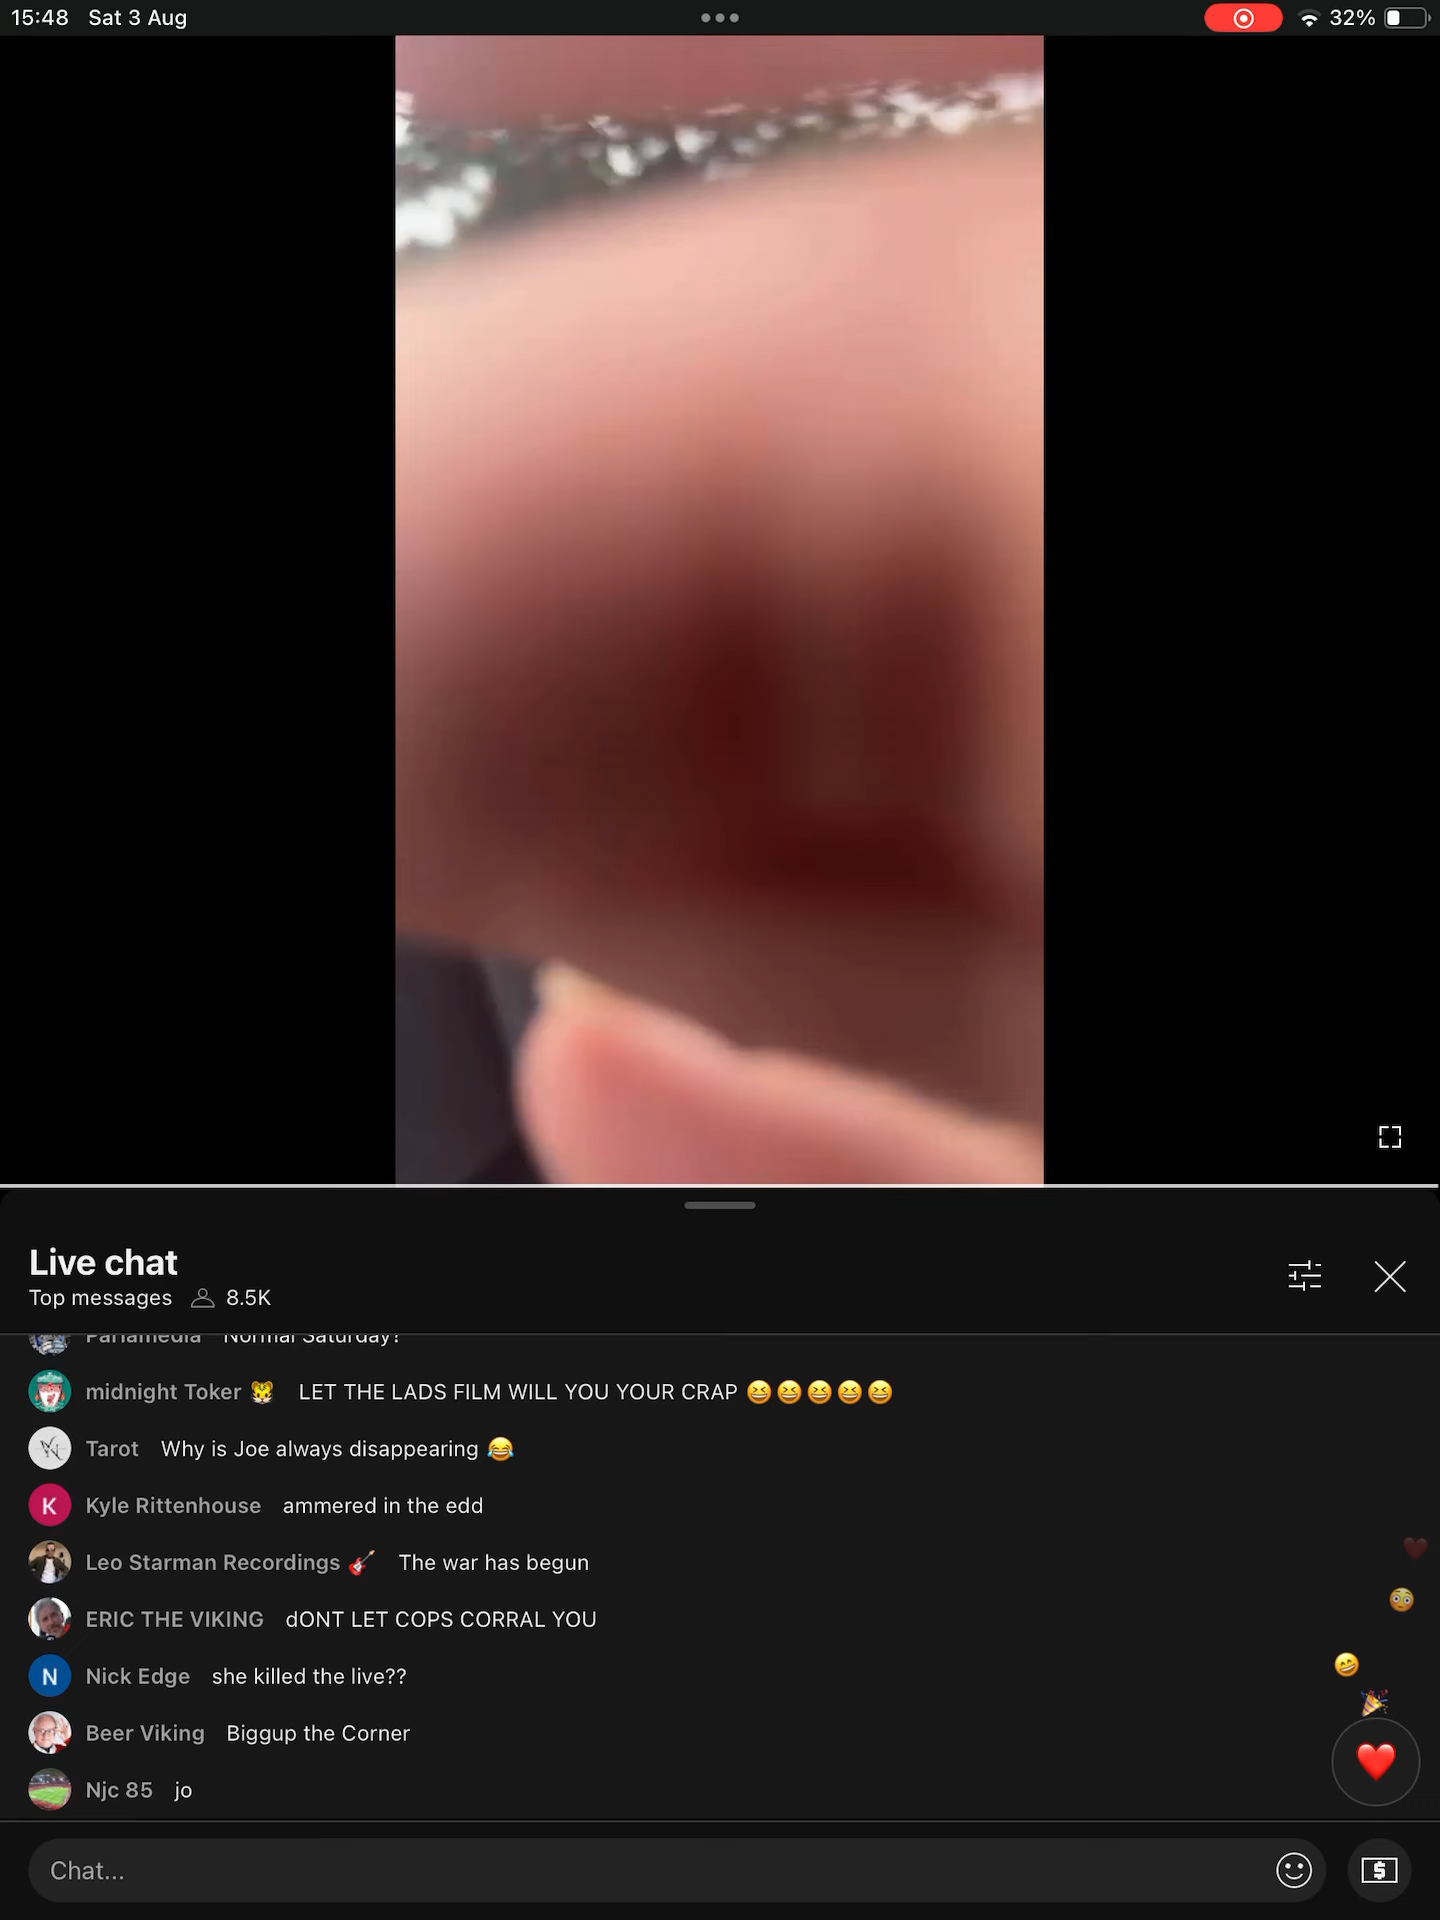 15:48 Sat 3 Aug 32%
Live chat
Top messages 8.5K
Parlamedia Normal Saturday?
midnight Toker 🐯 LET THE LADS FILM WILL YOU YOUR CRAP 😆😆😆😆😆
Tarot Why is Joe always disappearing 😂
K Kyle Rittenhouse ammered in the edd
Leo Starman Recordings 🎸 The war has begun
ERIC THE VIKING dONT LET COPS CORRAL YOU
N Nick Edge she killed the live??
Beer Viking Biggup the Corner
Njc 85 jo
Chat...